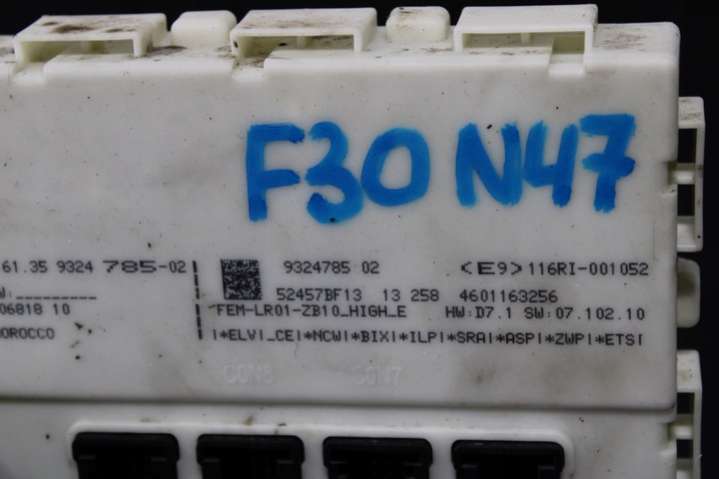 F30 N47
61.35 9324 785-02
9324785 02
<E9> 116RI-001052
52457BF13 13 258 4601163256
06818 10
FEM-LR01-ZB10_HIGH_E HW:D7.1 SW:07.102.10
OROCCO
|*ELV|_CE|*NCW|*BIX|*ILP|*SRA|*ASP|*ZWP|*ETS|